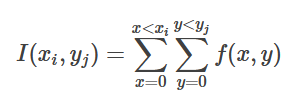 I(x_i, y_j) = \sum_{x=0}^{x<x_i} \sum_{y=0}^{y<y_j} f(x, y)